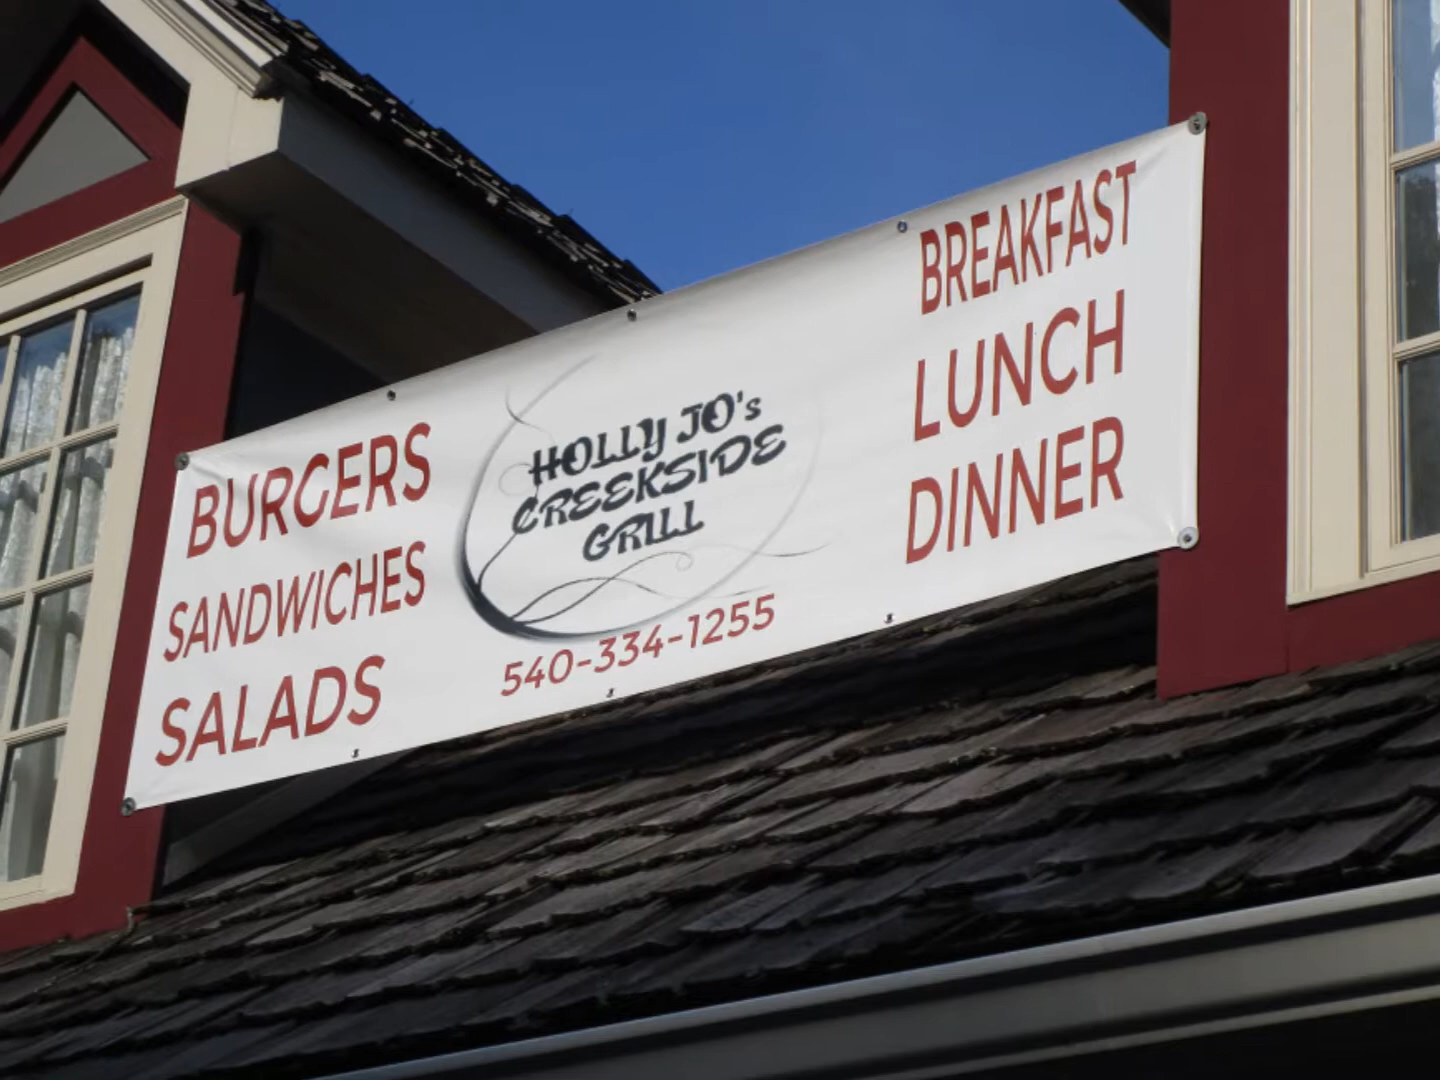 BURGERS
SANDWICHES
SALADS
HOLLY JO's
CREEKSIDE
GRILL
540-334-1255
BREAKFAST
LUNCH
DINNER